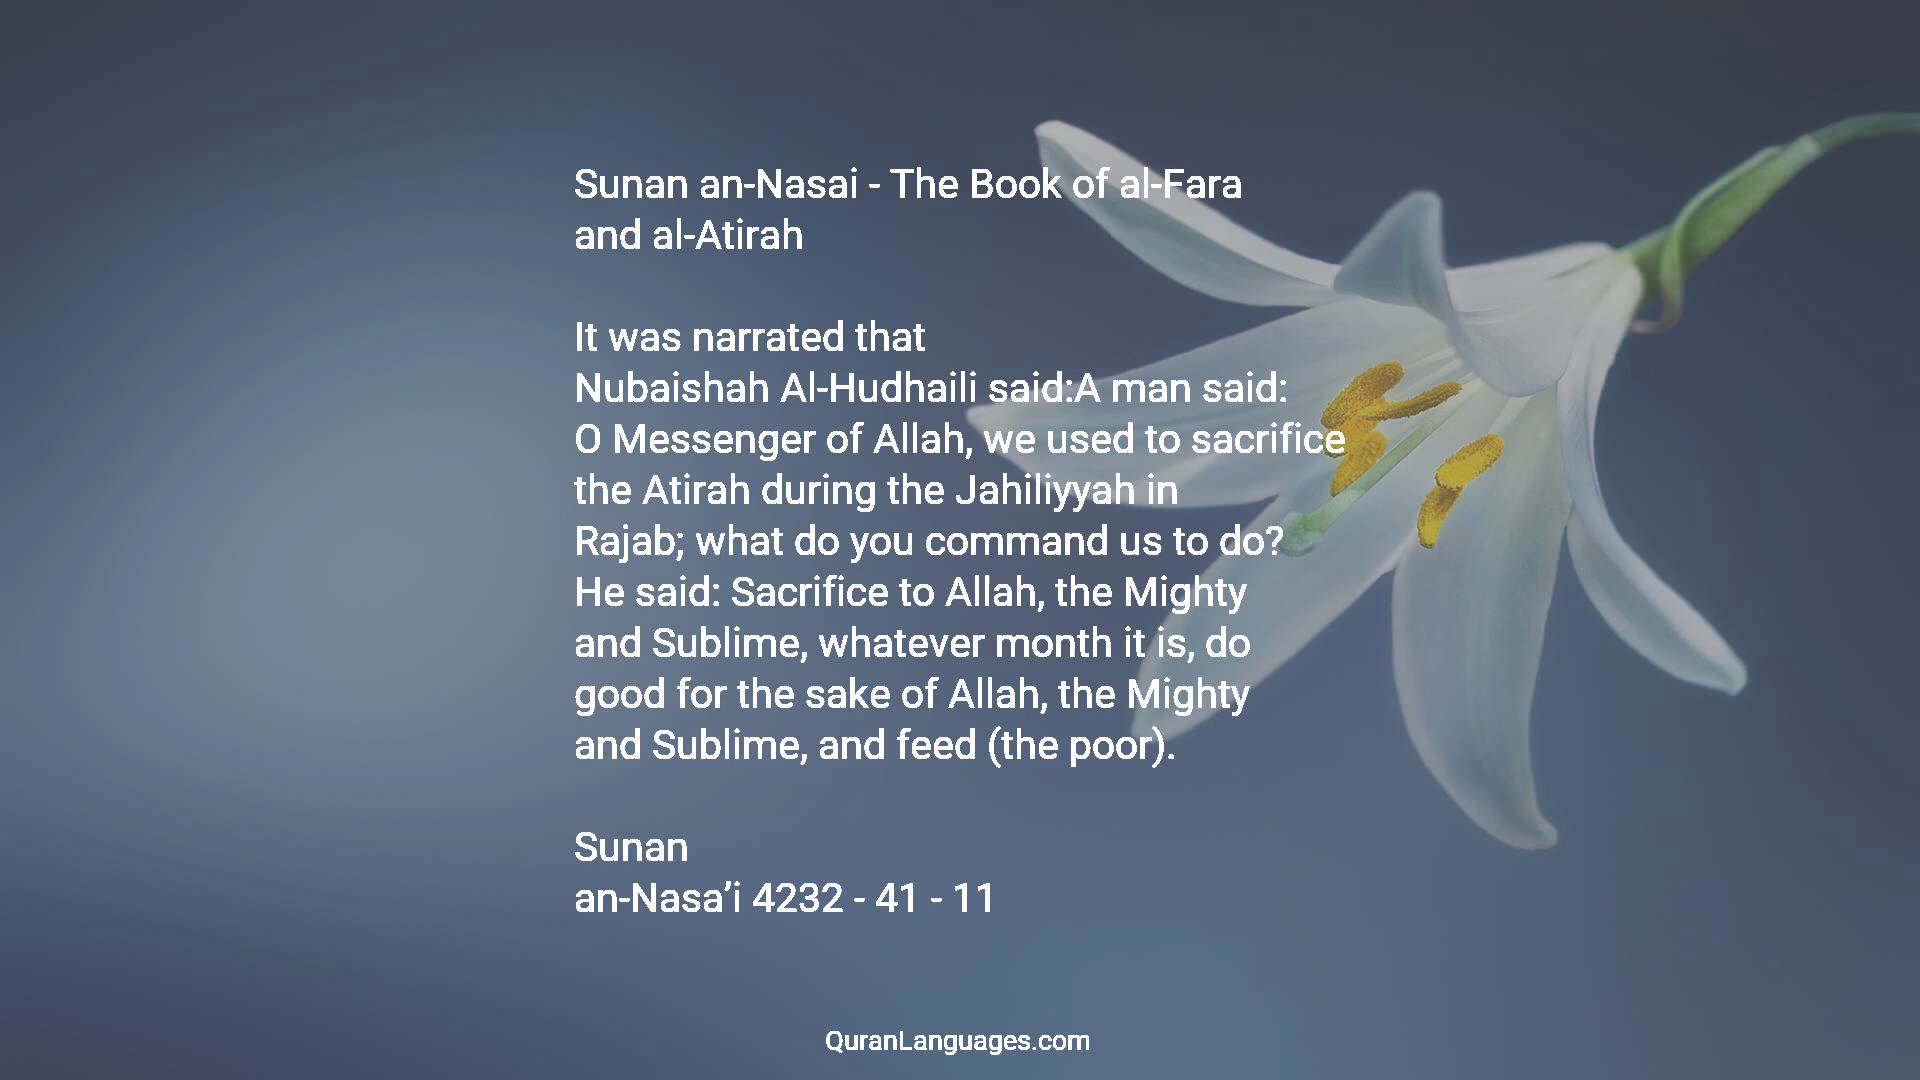 Sunan an-Nasai - The Book of al-Fara
and al-Atirah
It was narrated that
Nubaishah Al-Hudhaili said:A man said:
O Messenger of Allah, we used to sacrifice
the Atirah during the Jahiliyyah in
Rajab; what do you command us to do?
He said: Sacrifice to Allah, the Mighty
and Sublime, whatever month it is, do
good for the sake of Allah, the Mighty
and Sublime, and feed (the poor).
Sunan
an-Nasa’i 4232 - 41 - 11
QuranLanguages.com